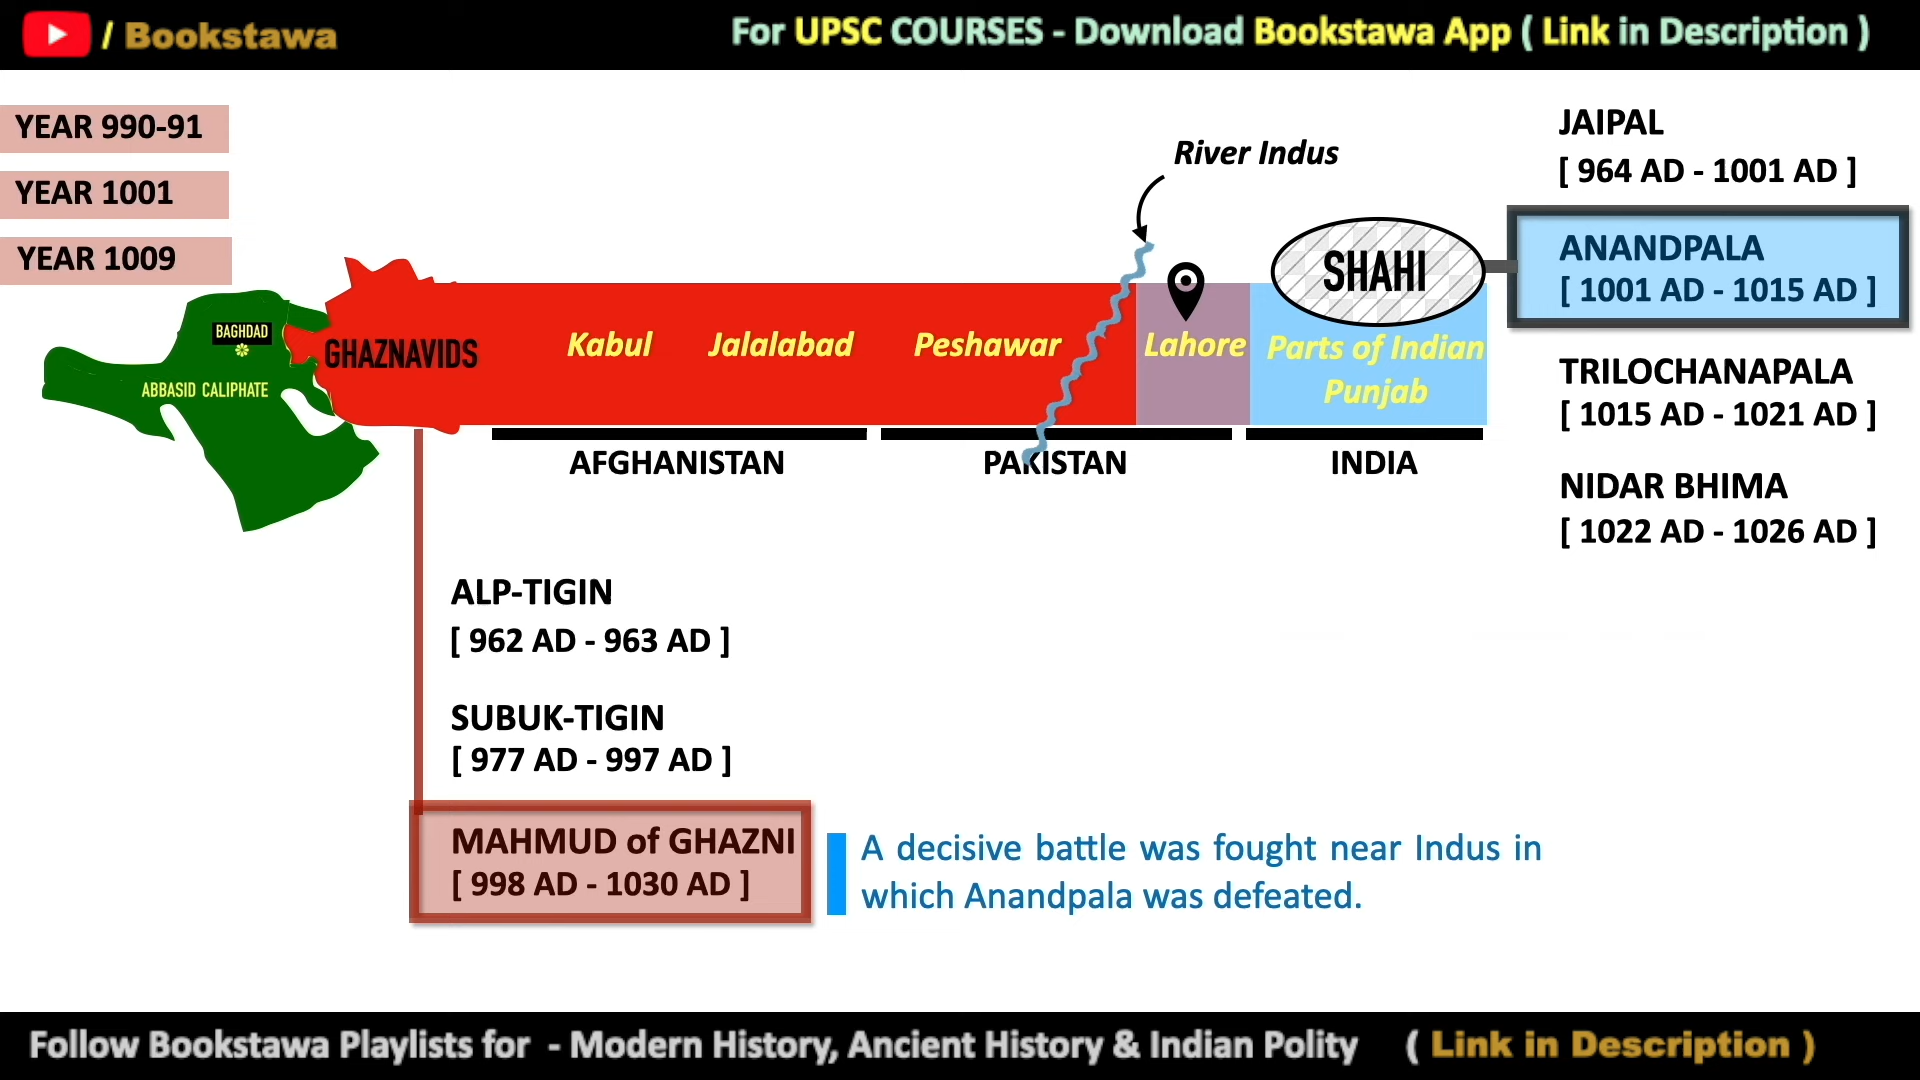 / Bookstawa
For UPSC COURSES - Download Bookstawa App ( Link in Description )
YEAR 990-91
YEAR 1001
YEAR 1009
River Indus
JAIPAL
[ 964 AD - 1001 AD ]
SHAHI
ANANDPALA
[ 1001 AD - 1015 AD ]
BAGHDAD
ABBASID CALIPHATE
GHAZNAVIDS
Kabul
Jalalabad
Peshawar
Lahore
Parts of Indian
Punjab
TRILOCHANAPALA
[ 1015 AD - 1021 AD ]
AFGHANISTAN
PAKISTAN
INDIA
NIDAR BHIMA
[ 1022 AD - 1026 AD ]
ALP-TIGIN
[ 962 AD - 963 AD ]
SUBUK-TIGIN
[ 977 AD - 997 AD ]
MAHMUD of GHAZNI
[ 998 AD - 1030 AD ]
A decisive battle was fought near Indus in
which Anandpala was defeated.
Follow Bookstawa Playlists for - Modern History, Ancient History & Indian Polity ( Link in Description )